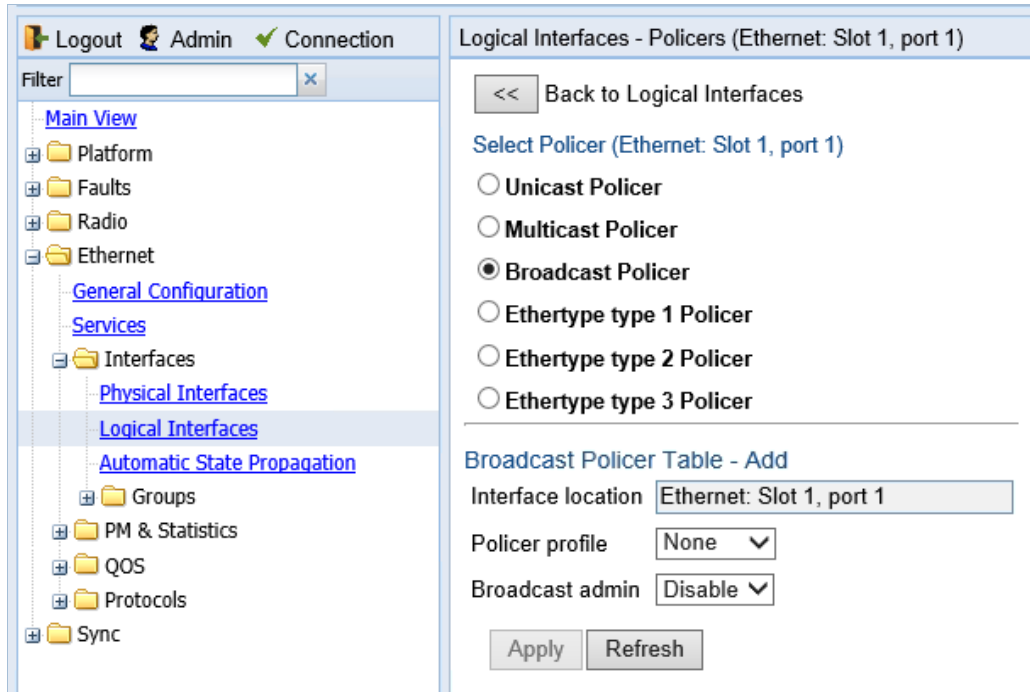 Logout Admin Connection
Filter
Main View
Platform
Faults
Radio
Ethernet
General Configuration
Services
Interfaces
Physical Interfaces
Logical Interfaces
Automatic State Propagation
Groups
PM & Statistics
QOS
Protocols
Sync
Logical Interfaces - Policers (Ethernet: Slot 1, port 1)
<< Back to Logical Interfaces
Select Policer (Ethernet: Slot 1, port 1)
Unicast Policer
Multicast Policer
Broadcast Policer
Ethertype type 1 Policer
Ethertype type 2 Policer
Ethertype type 3 Policer
Broadcast Policer Table - Add
Interface location Ethernet: Slot 1, port 1
Policer profile None
Broadcast admin Disable
Apply Refresh